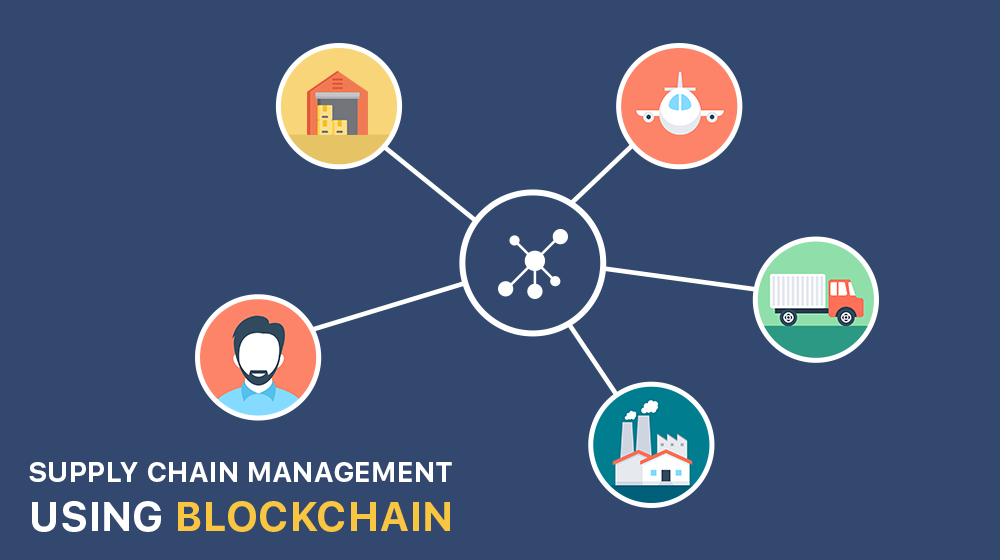 SUPPLY CHAIN MANAGEMENT
USING BLOCKCHAIN